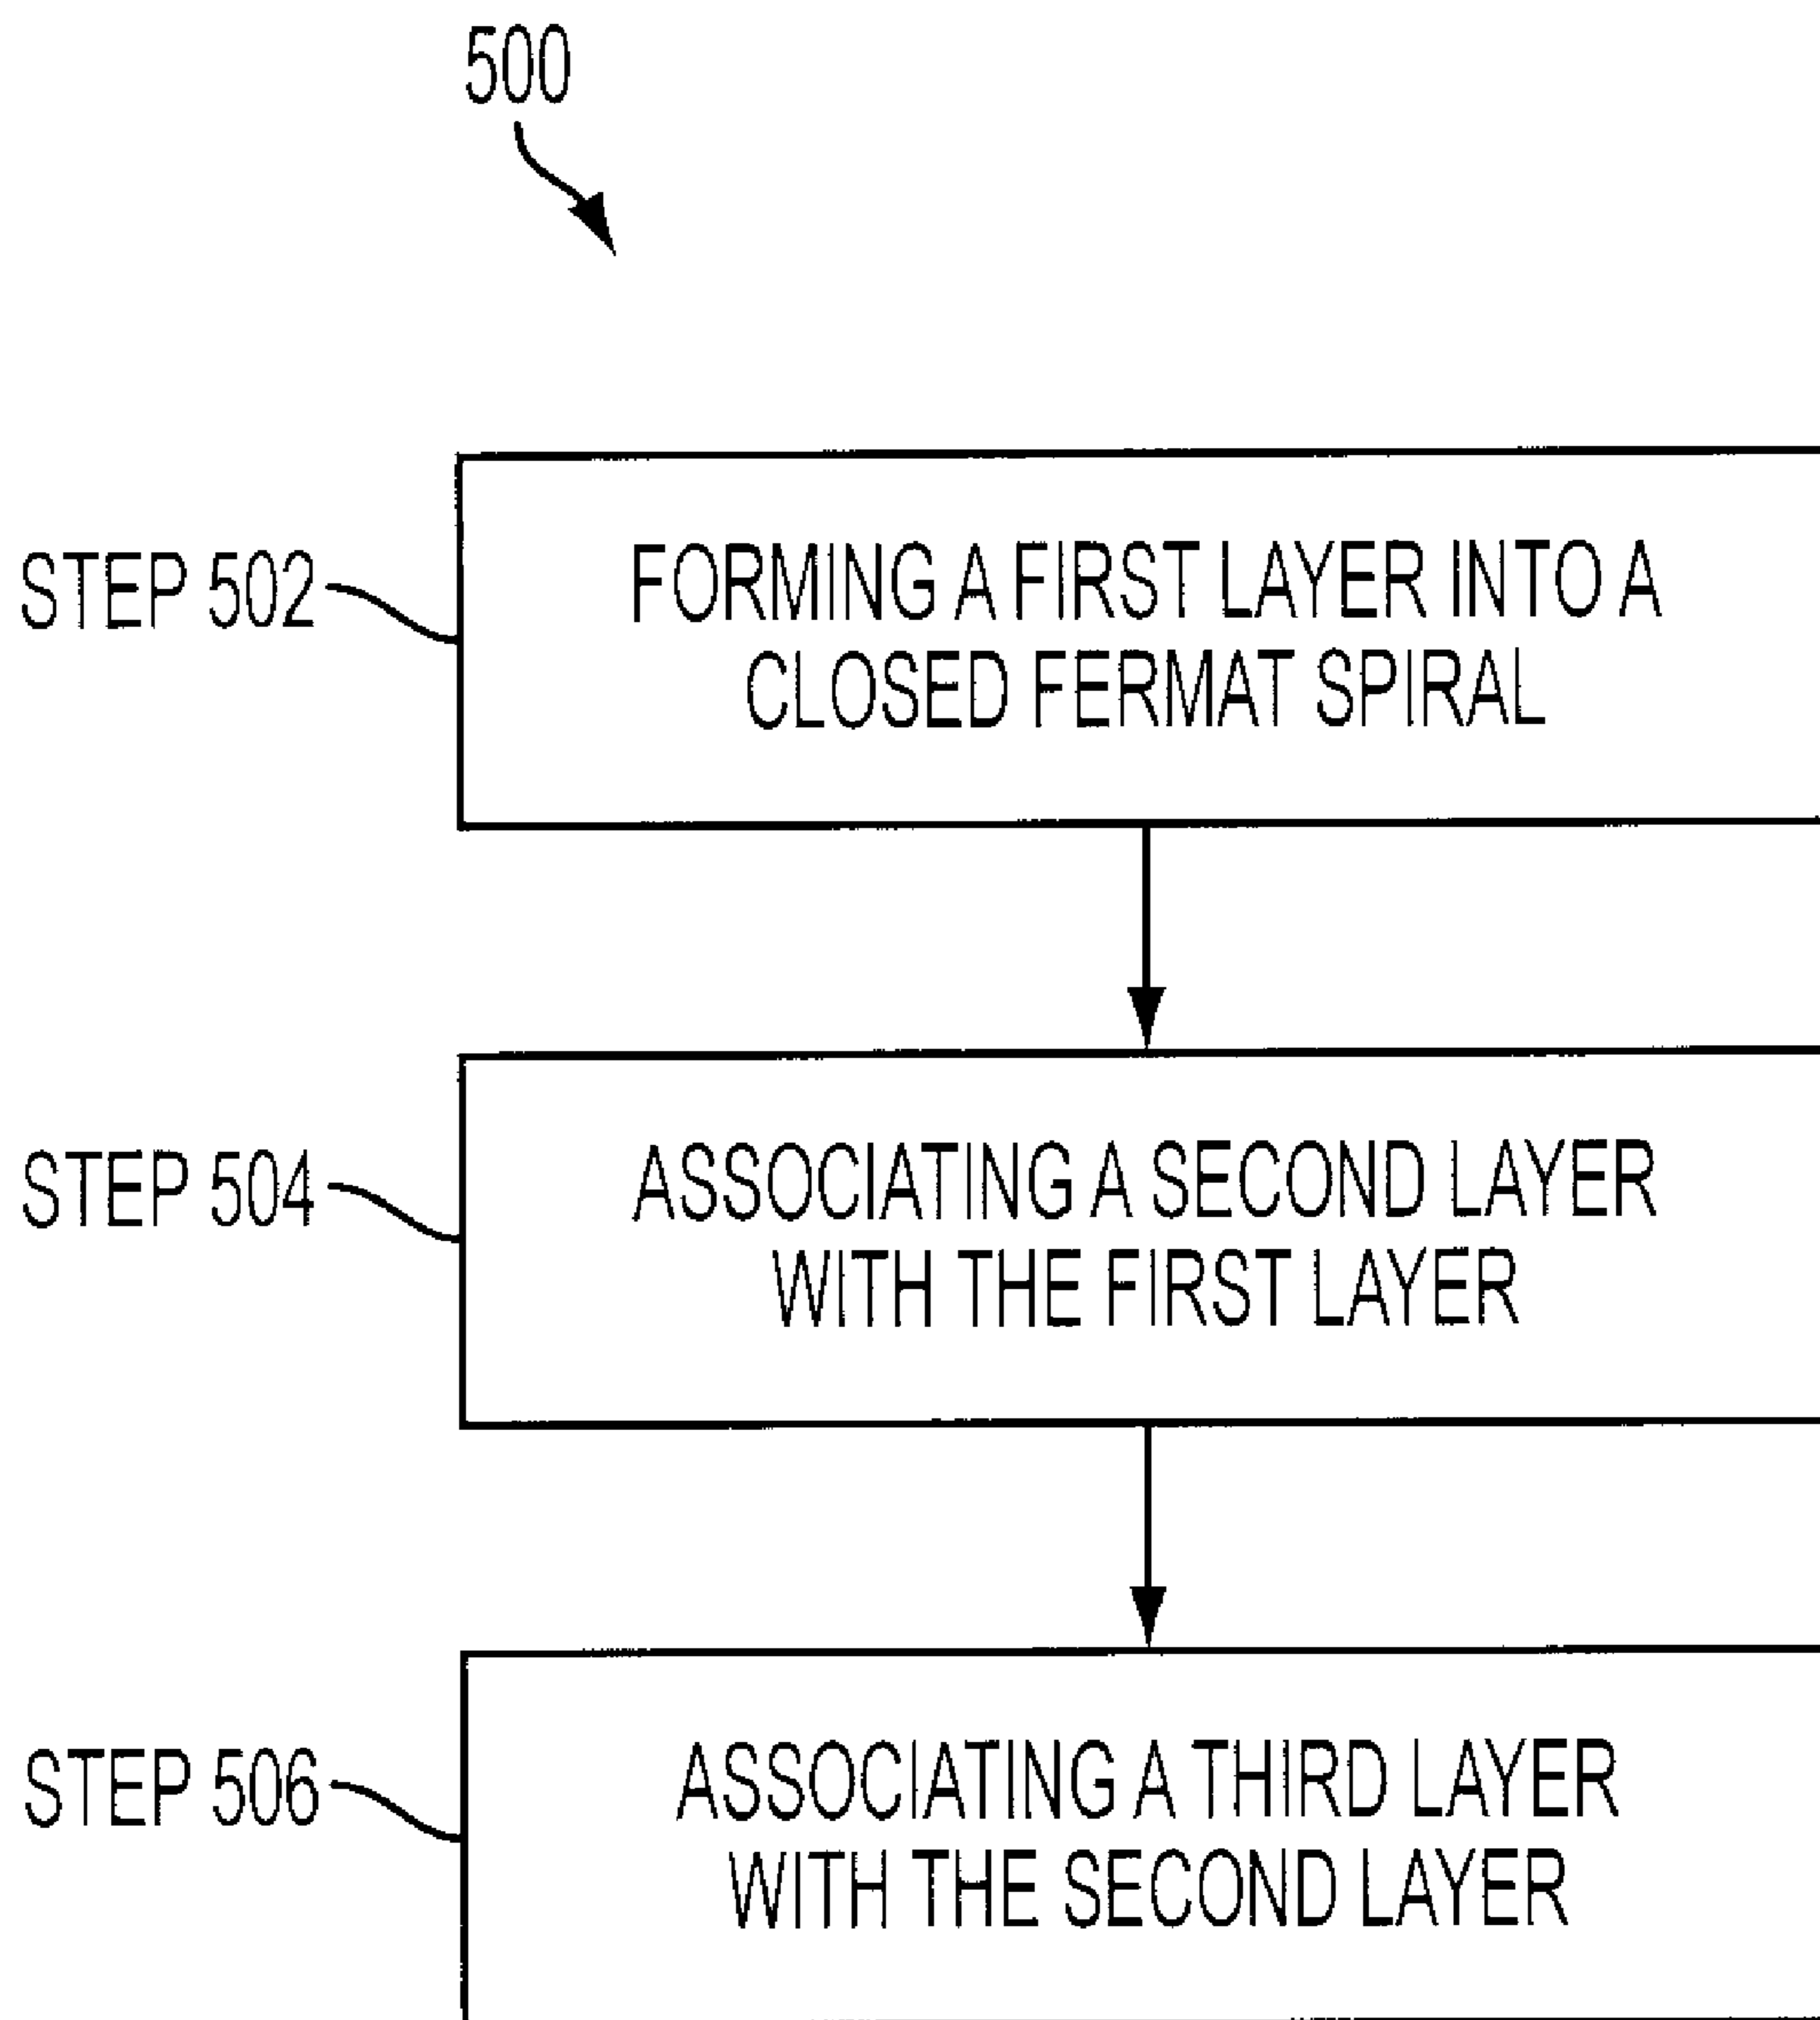 500
STEP 502
FORMING A FIRST LAYER INTO A
CLOSED FERMAT SPIRAL
STEP 504
ASSOCIATING A SECOND LAYER
WITH THE FIRST LAYER
STEP 506
ASSOCIATING A THIRD LAYER
WITH THE SECOND LAYER